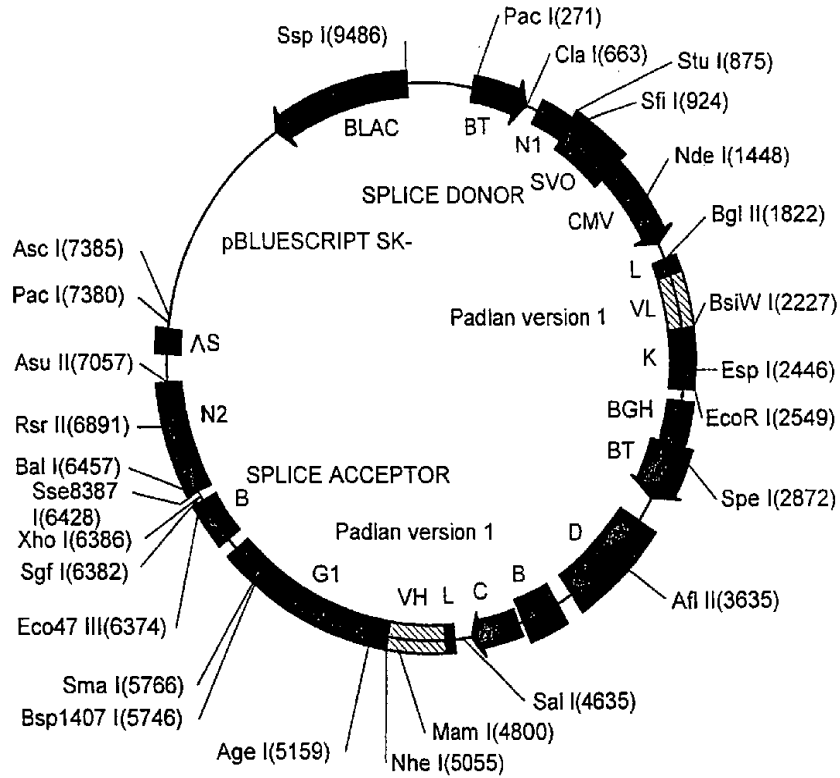 Ssp I(9486)
Pac I(271)
Cla I(663)
Stu I(875)
Sfi I(924)
BLAC
BT
N1
SVO
Nde I(1448)
SPLICE DONOR
CMV
Bgl II(1822)
pBLUESCRIPT SK-
L
Asc I(7385)
Pac I(7380)
VL
BsiW I(2227)
Padlan version 1
ΛS
K
Asu II(7057)
Esp I(2446)
N2
BGH
EcoR I(2549)
Rsr II(6891)
BT
Bal I(6457)
SPLICE ACCEPTOR
Sse8387
I(6428)
B
Spe I(2872)
Xho I(6386)
Padlan version 1
D
Sgf I(6382)
G1
VH
L
C
B
Afl II(3635)
Eco47 III(6374)
Sma I(5766)
Sal I(4635)
Bsp1407 I(5746)
Mam I(4800)
Age I(5159)
Nhe I(5055)